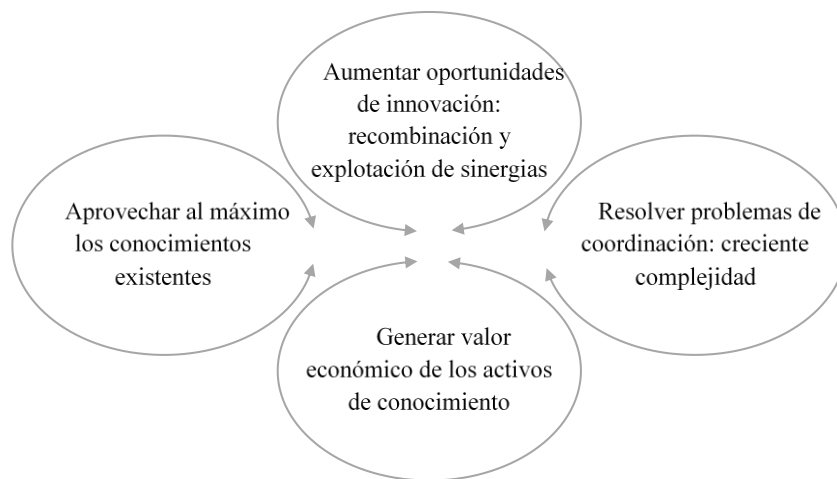 Aumentar oportunidades
de innovación:
recombinación y
explotación de sinergias
Aprovechar al máximo
los conocimientos
existentes
Resolver problemas de
coordinación: creciente
complejidad
Generar valor
económico de los activos
de conocimiento